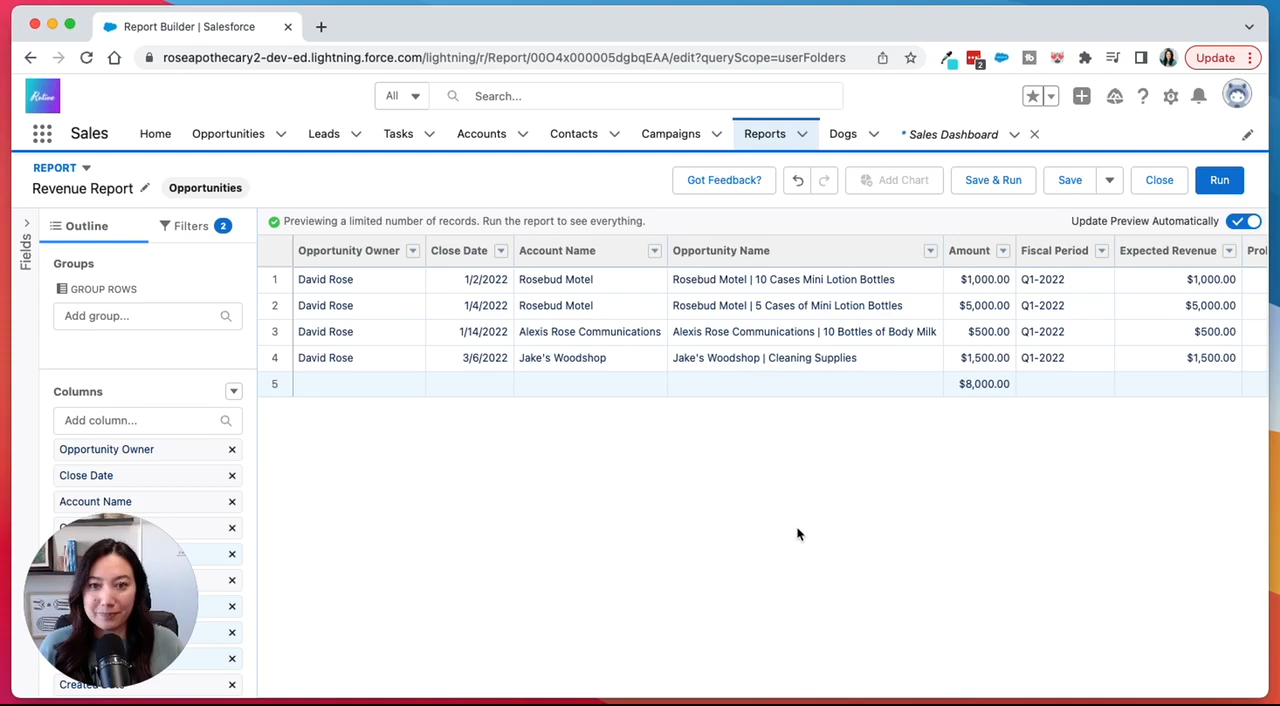 Report Builder | Salesforce
roseapothecary2-dev-ed.lightning.force.com/lightning/r/Report/00O4x000005dgbqEAA/edit?queryScope=userFolders
2
Update
All
Search...
Sales
Home
Opportunities
Leads
Tasks
Accounts
Contacts
Campaigns
Reports
Dogs
* Sales Dashboard
REPORT
Revenue Report
Opportunities
Got Feedback?
Add Chart
Save & Run
Save
Close
Run
Fields
Outline
Filters 2
Previewing a limited number of records. Run the report to see everything.
Update Preview Automatically
Groups
GROUP ROWS
Add group...
Columns
Add column...
Opportunity Owner
Close Date
Account Name
Opportunity Owner Close Date Account Name Opportunity Name Amount Fiscal Period Expected Revenue
1 David Rose 1/2/2022 Rosebud Motel Rosebud Motel | 10 Cases Mini Lotion Bottles $1,000.00 Q1-2022 $1,000.00
2 David Rose 1/4/2022 Rosebud Motel Rosebud Motel | 5 Cases of Mini Lotion Bottles $5,000.00 Q1-2022 $5,000.00
3 David Rose 1/14/2022 Alexis Rose Communications Alexis Rose Communications | 10 Bottles of Body Milk $500.00 Q1-2022 $500.00
4 David Rose 3/6/2022 Jake's Woodshop Jake's Woodshop | Cleaning Supplies $1,500.00 Q1-2022 $1,500.00
5 $8,000.00